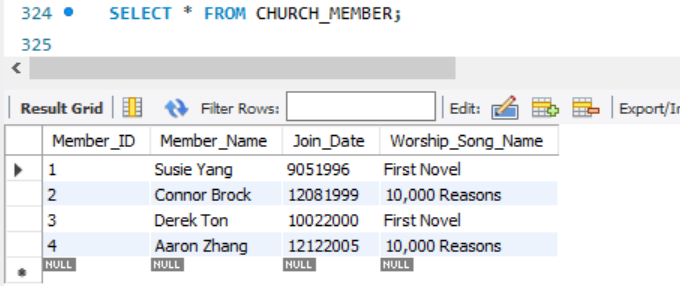 324 SELECT * FROM CHURCH_MEMBER;
325
Result Grid Filter Rows: Edit: Export/In
Member_ID Member_Name Join_Date Worship_Song_Name
1 Susie Yang 9051996 First Novel
2 Connor Brock 12081999 10,000 Reasons
3 Derek Ton 10022000 First Novel
4 Aaron Zhang 12122005 10,000 Reasons
NULL NULL NULL NULL